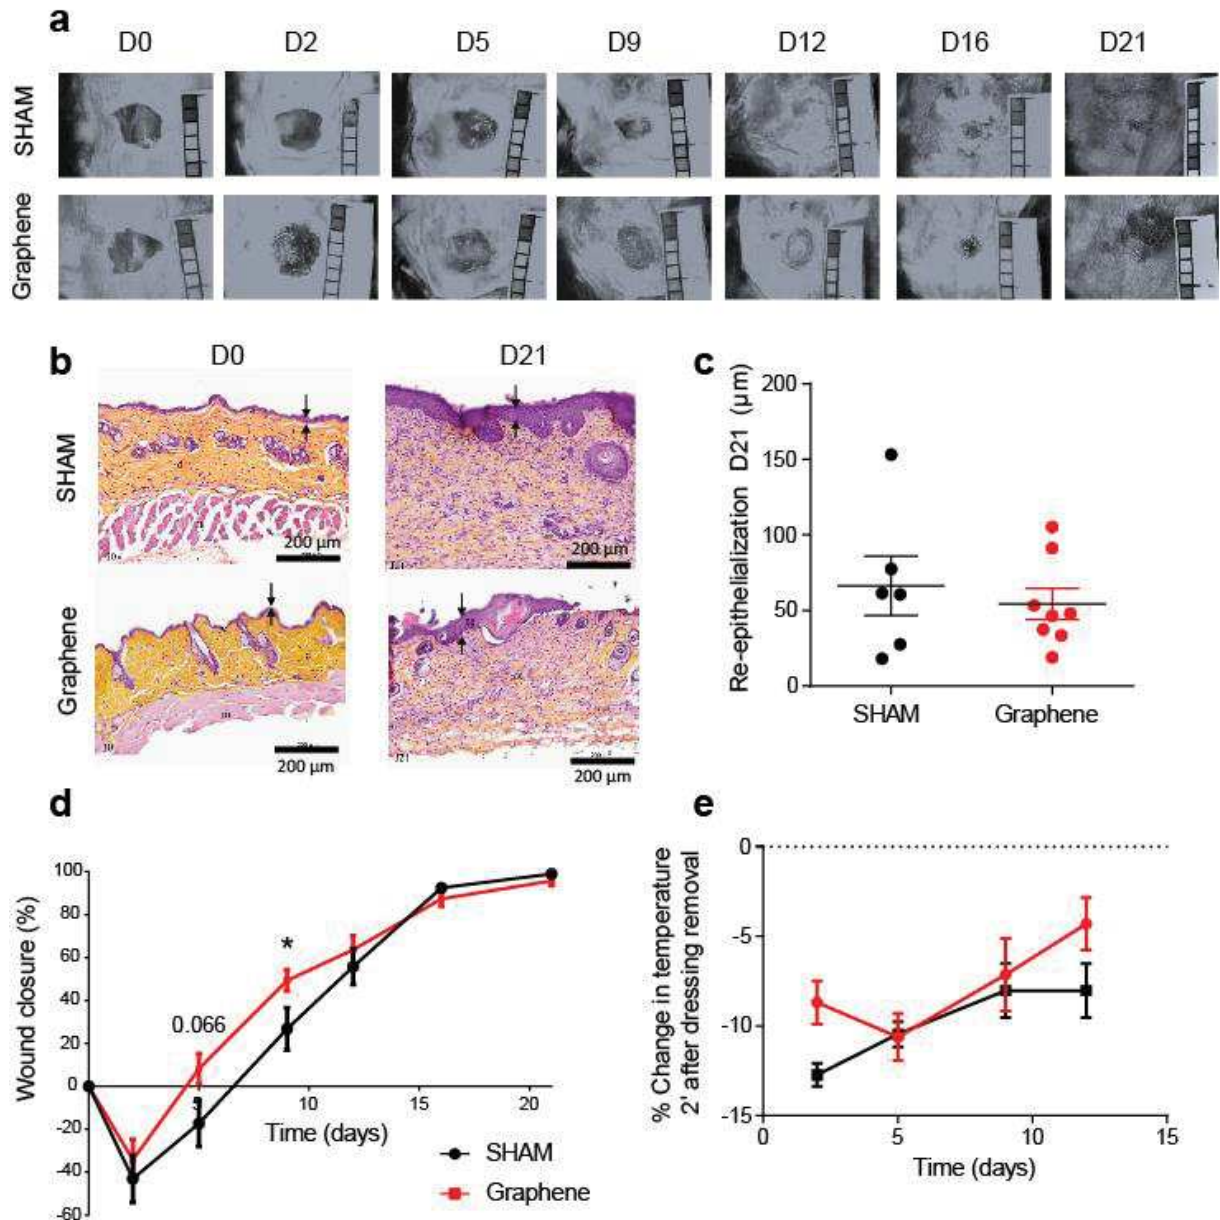 a
D0 D2 D5 D9 D12 D16 D21
SHAM
Graphene
b
D0 D21
SHAM
200 µm 200 µm
Graphene
200 µm 200 µm
c
Re-epithelialization D21 (µm)
200
150
100
50
0
SHAM Graphene
d
Wound closure (%)
100
80
60
40
20
0
-20
-40
-60
*
0.066
5 10 15 20
Time (days)
SHAM
Graphene
e
% Change in temperature
2' after dressing removal
0
-5
-10
-15
0 5 10 15
Time (days)